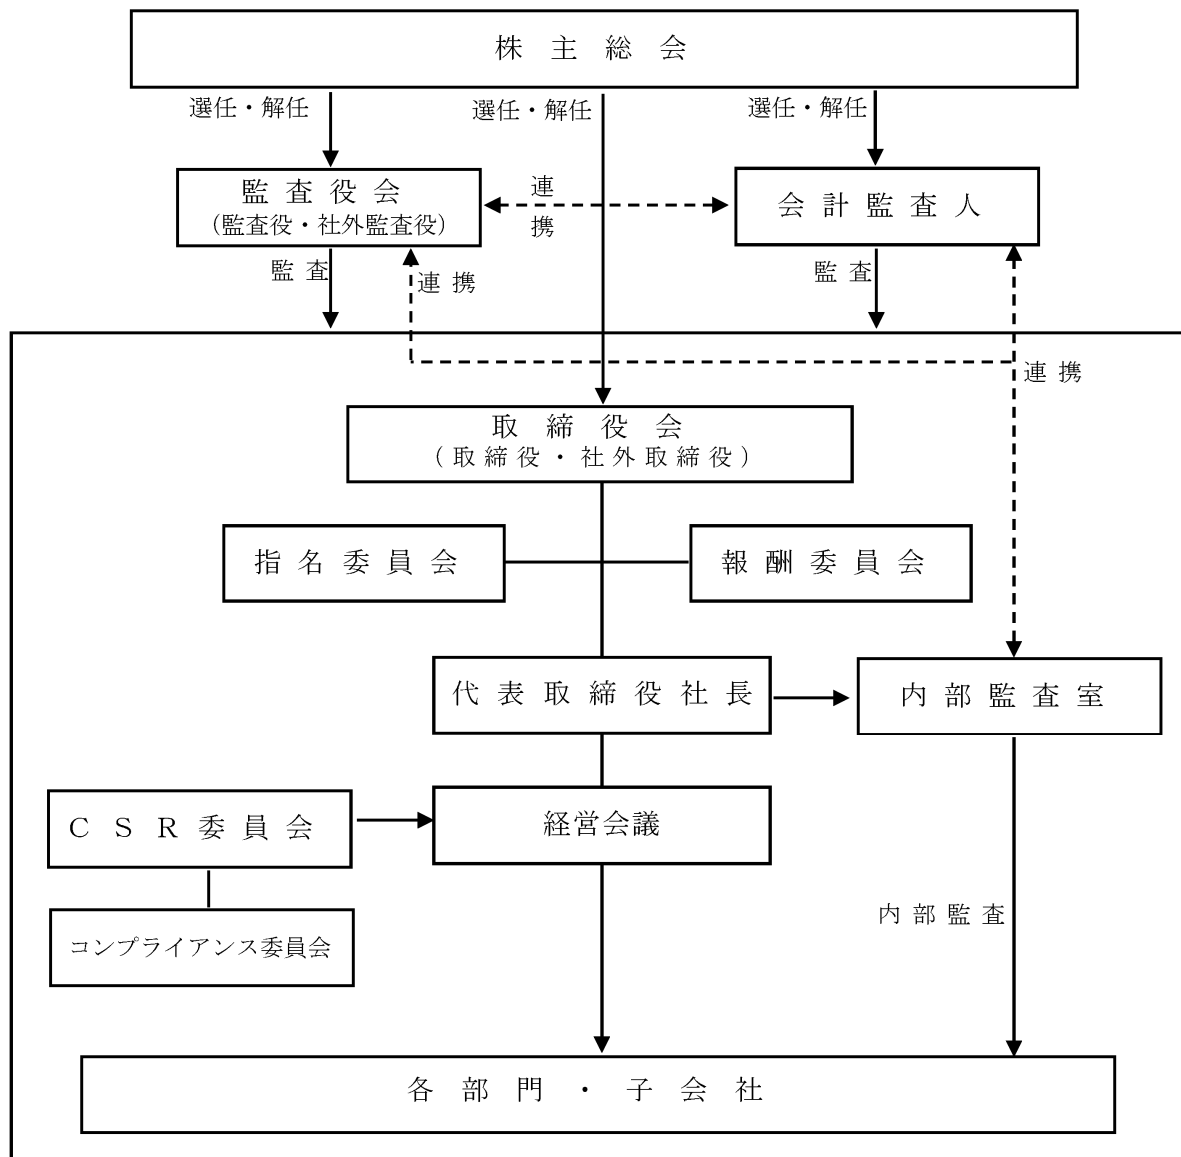 株主総会
選任・解任
選任・解任
選任・解任
監査役会
(監査役・社外監査役)
連
携
会計監査人
監査
連携
監査
連携
取締役会
(取締役・社外取締役)
指名委員会
報酬委員会
代表取締役社長
内部監査室
CSR委員会
経営会議
コンプライアンス委員会
内部監査
各部門・子会社